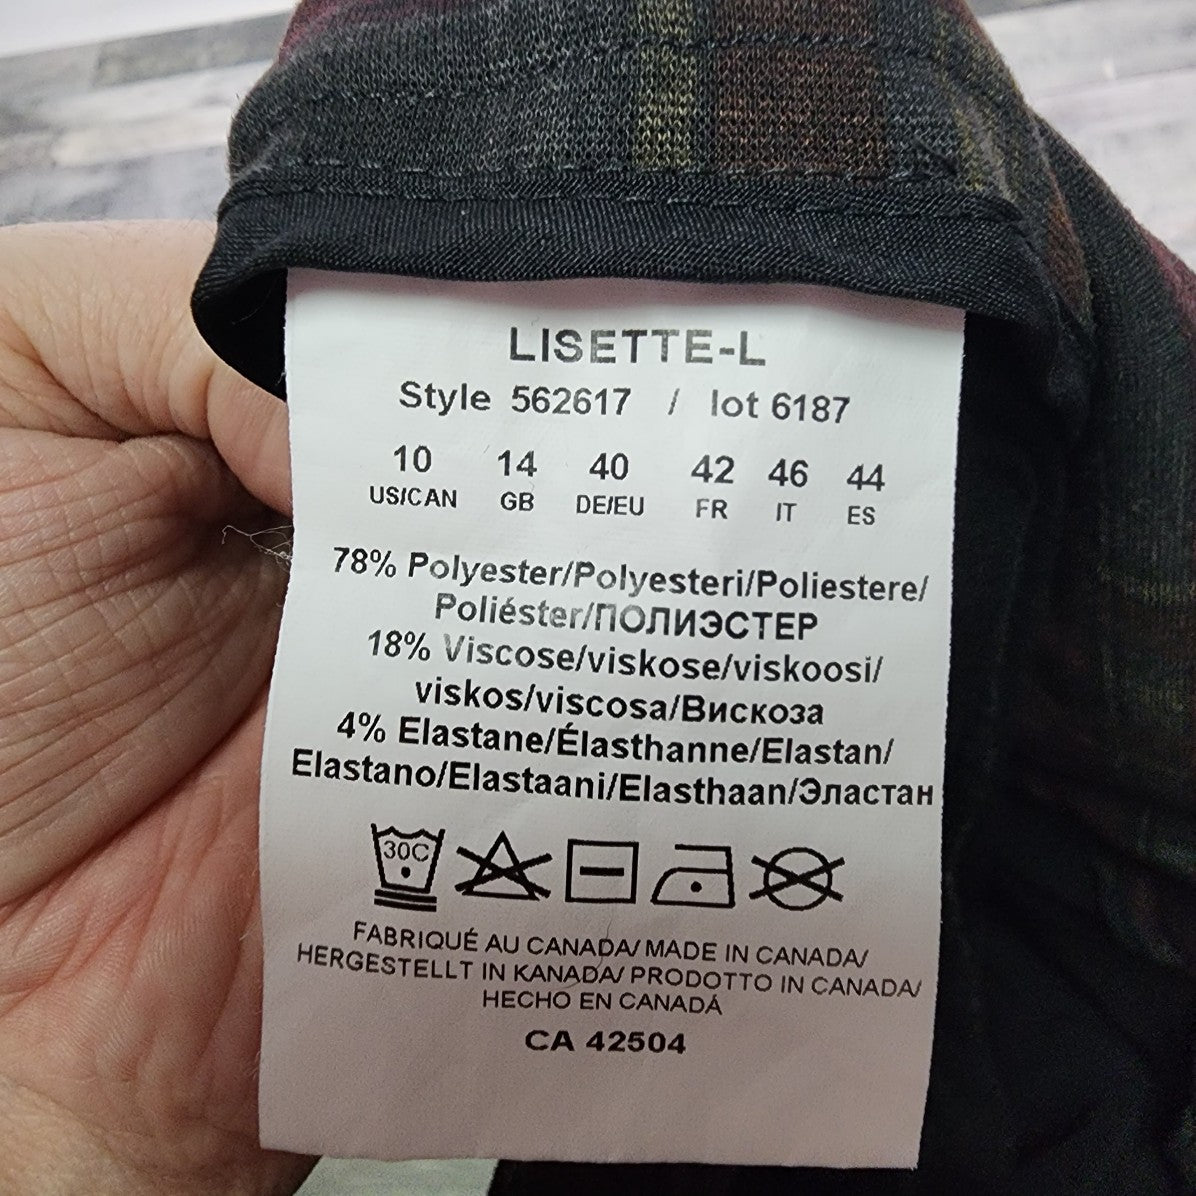 LISETTE-L
Style 562617 / lot 6187
10 14 40 42 46 44
US/CAN GB DE/EU FR IT ES
78% Polyester/Polyesteri/Poliestere/
Poliéster/ПОЛИЭСТЕР
18% Viscose/viskose/viskoosi/
viskos/viscosa/Вискоза
4% Elastane/Élasthanne/Elastan/
Elastano/Elastaani/Elasthaan/Эластан
30C
FABRIQUÉ AU CANADA/ MADE IN CANADA/
HERGESTELLT IN KANADA/ PRODOTTO IN CANADA/
HECHO EN CANADÁ
CA 42504